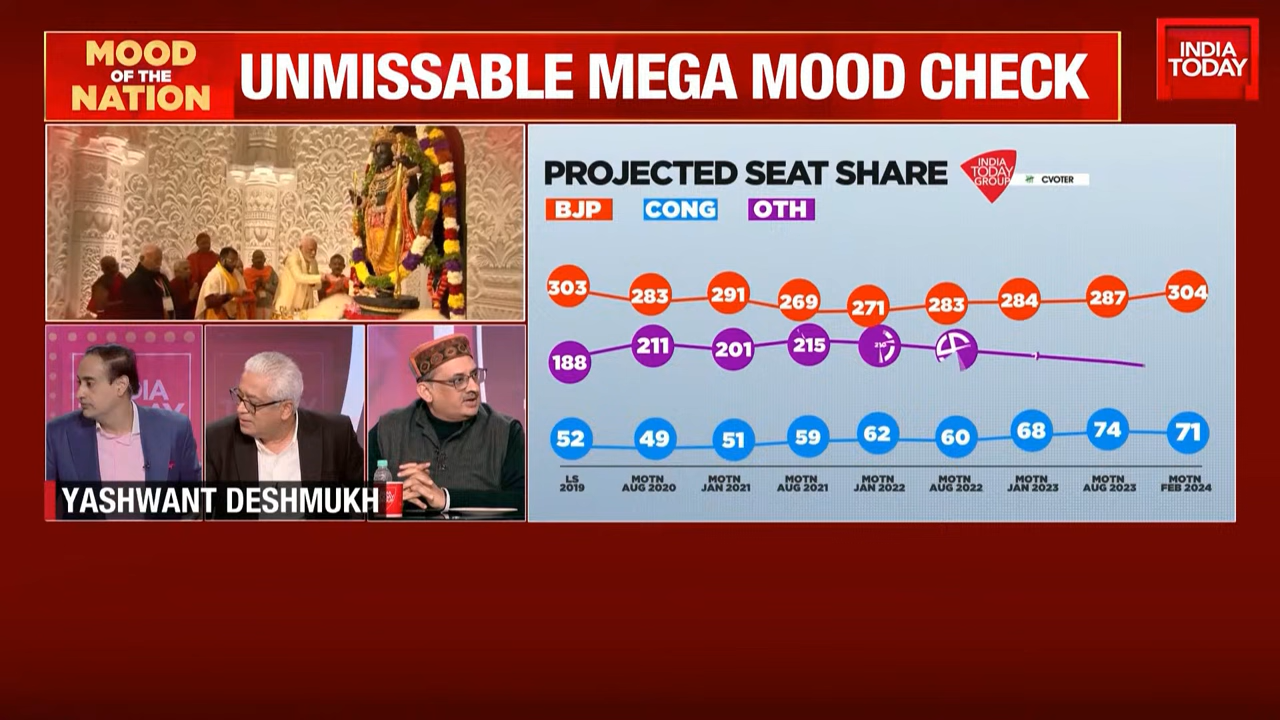 MOOD
OF THE
NATION
UNMISSABLE MEGA MOOD CHECK
INDIA
TODAY
PROJECTED SEAT SHARE
INDIA
TODAY
GROUP
CVOTER
BJP CONG OTH
303 283 291 269 271 283 284 287 304
188 211 201 215
52 49 51 59 62 60 68 74 71
LS
2019
MOTN
AUG 2020
MOTN
JAN 2021
MOTN
AUG 2021
MOTN
JAN 2022
MOTN
AUG 2022
MOTN
JAN 2023
MOTN
AUG 2023
MOTN
FEB 2024
YASHWANT DESHMUKH